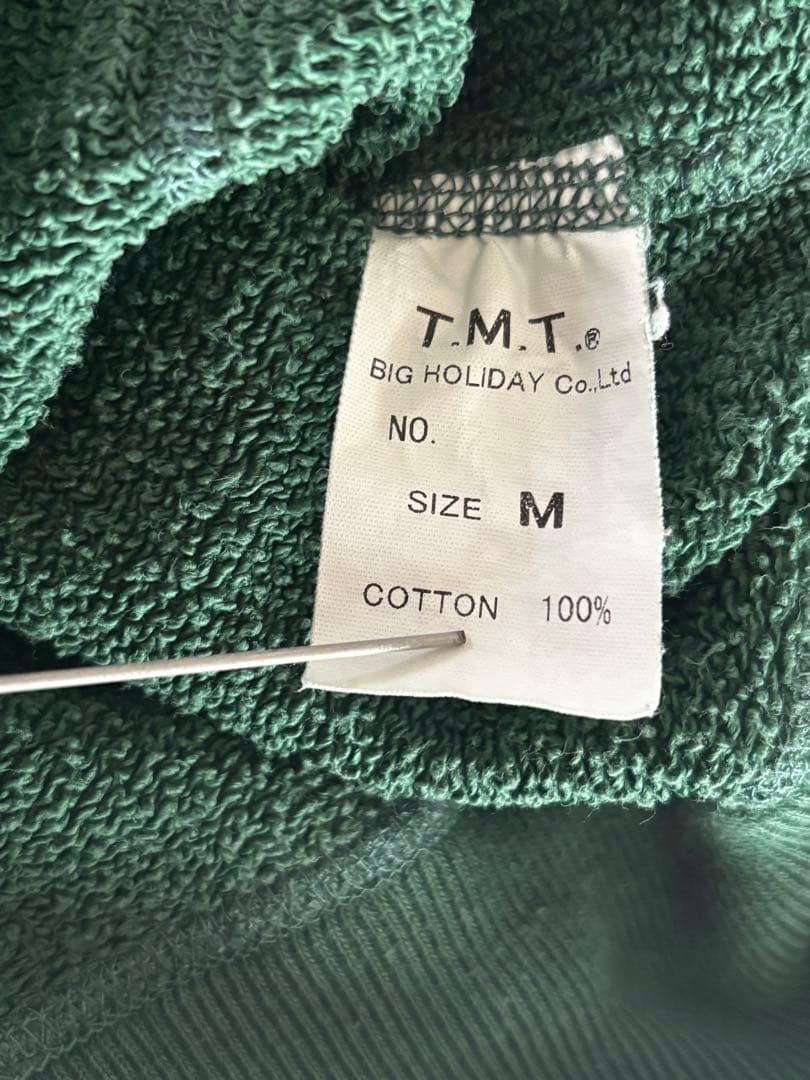 T.M.T.®
BIG HOLIDAY Co.,Ltd
NO.
SIZE M
COTTON 100%